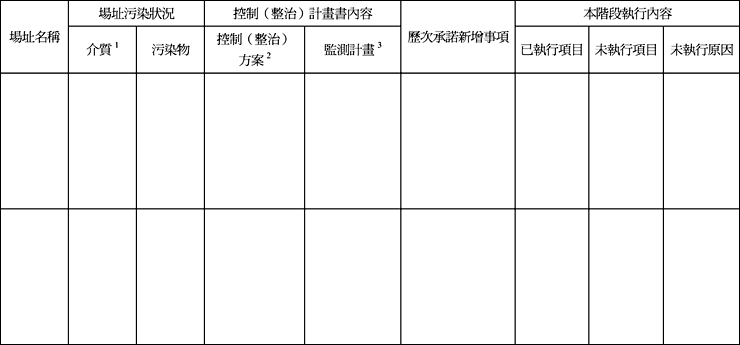 場址名稱
場址污染狀況
控制（整治）計畫書內容
歷次承諾新增事項
本階段執行內容
介質1
污染物
控制（整治）
方案2
監測計畫3
已執行項目
未執行項目
未執行原因